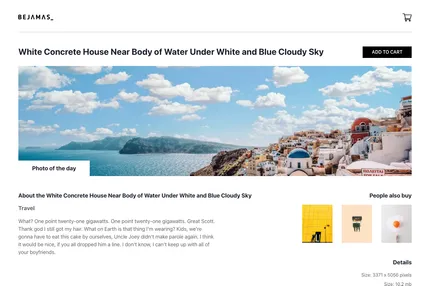 BEJAMAS_
White Concrete House Near Body of Water Under White and Blue Cloudy Sky
ADD TO CART
Photo of the day
About the White Concrete House Near Body of Water Under White and Blue Cloudy Sky
People also buy
Travel
What? One point twenty-one gigawatts. One point twenty-one gigawatts. Great Scott.
Thank god I still got my hair. What on Earth is that thing I'm wearing? Kids, we're
gonna have to eat this cake by ourselves, Uncle Joey didn't make parole again. I think
it would be nice, if you all dropped him a line. I don't know, I can't keep up with all of
your boyfriends.
Details
Size: 3371 x 5056 pixels
Size: 10.2 mb